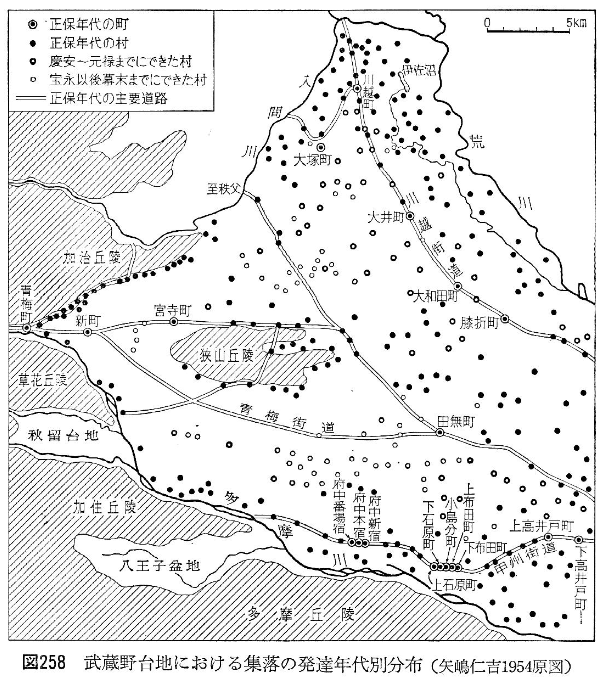 正保年代の町
正保年代の村
慶安〜元禄までにできた村
宝永以後幕末までにできた村
正保年代の主要道路
0
5km
入間川
川越町
伊佐沼
荒川
大塚町
至秩父
大井町
川越街道
加治丘陵
大和田町
膝折町
青梅町
新町
宮寺町
狭山丘陵
草花丘陵
青梅街道
田無町
秋留台地
加住丘陵
多摩川
府中番場宿
府中本宿
府中新宿
下石原町
小島分町
上布田町
下布田町
上高井戸町
甲州街道
下高井戸町
上石原町
八王子盆地
多摩丘陵
図258 武蔵野台地における集落の発達年代別分布(矢嶋仁吉1954原図)